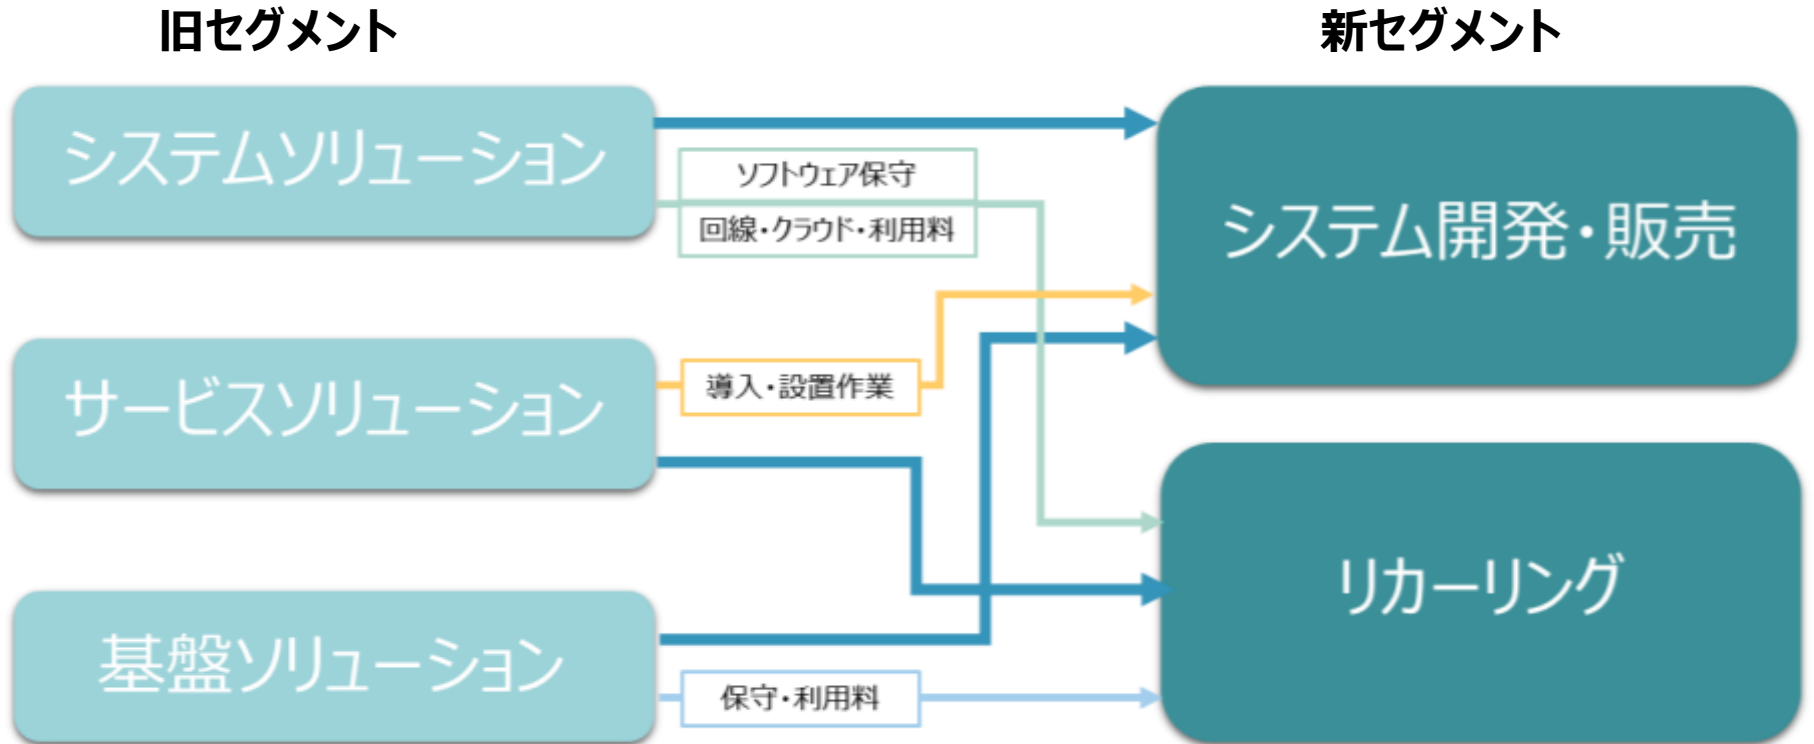 旧セグメント
新セグメント
システムソリューション
ソフトウェア保守
回線・クラウド・利用料
システム開発・販売
サービスソリューション
導入・設置作業
リカーリング
基盤ソリューション
保守・利用料